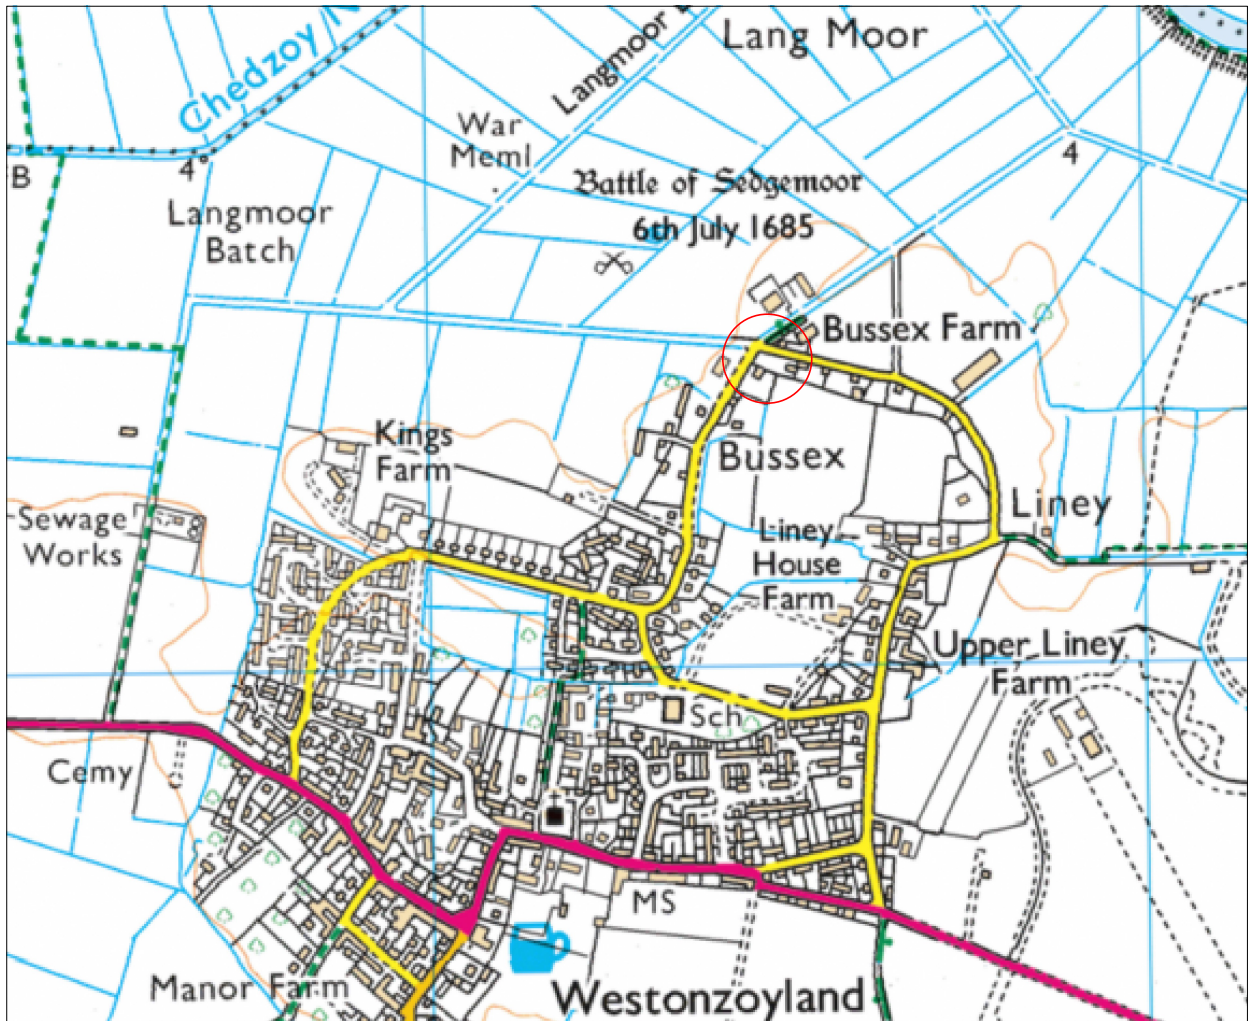 Lang Moor
Chedzoy
Langmoor
War
Meml
4
B
4
Battle of Sedgemoor
6th July 1685
Langmoor
Batch
Bussex Farm
Kings
Farm
Bussex
Sewage
Works
Liney
Liney
House
Farm
Upper Liney
Farm
Sch
Cemy
MS
Manor Farm
Westonzoyland